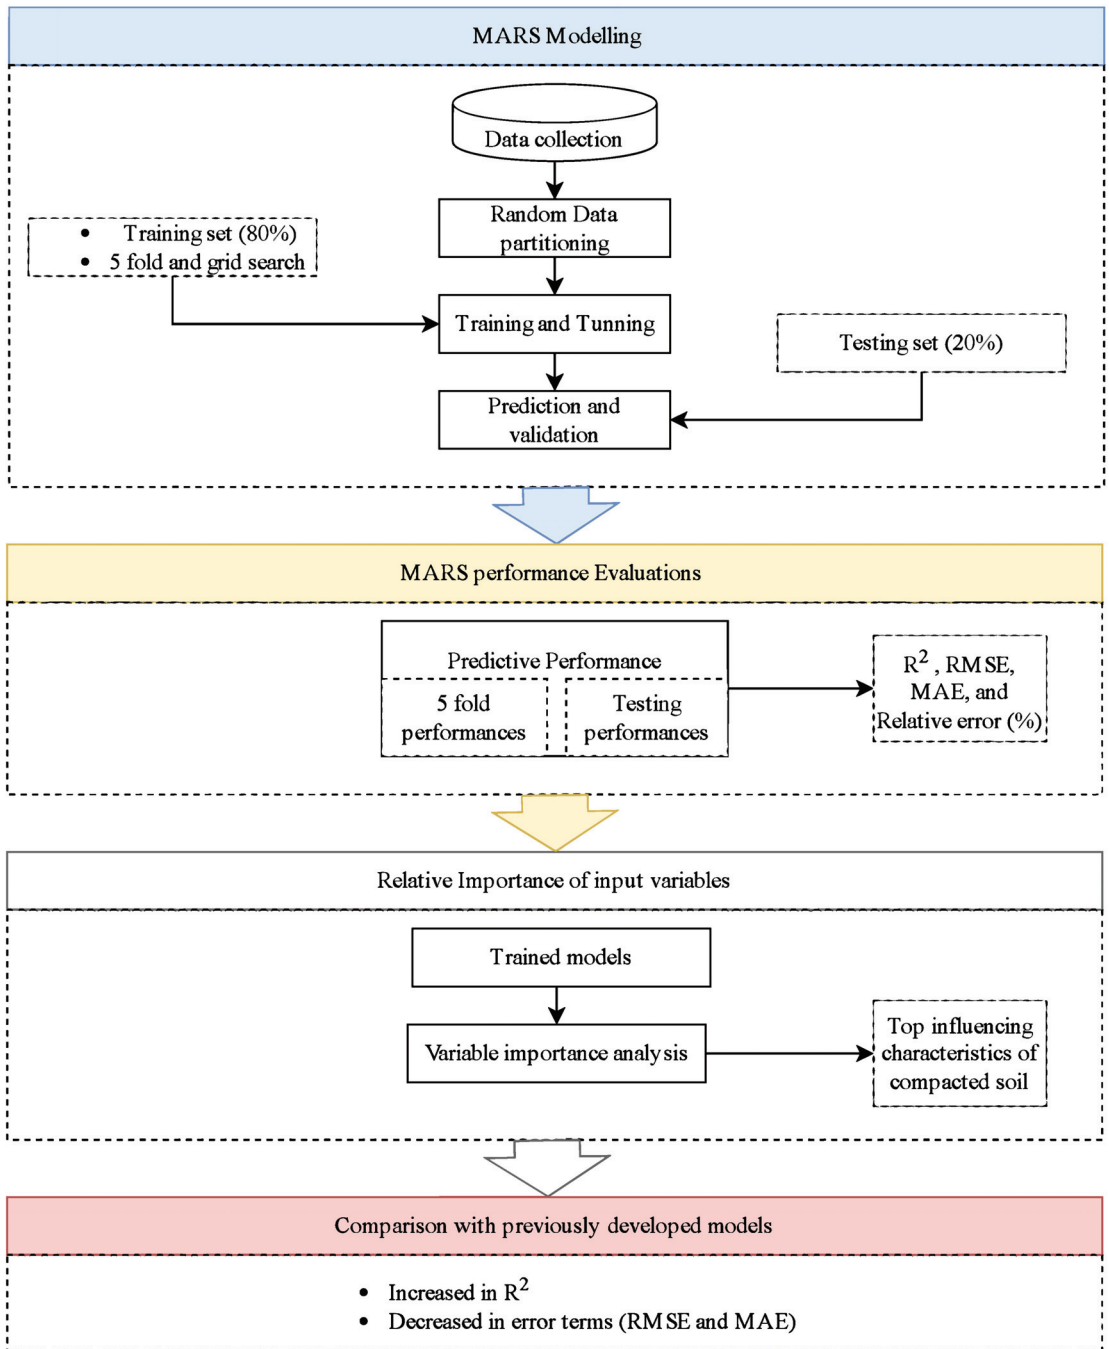 MARS Modelling
Data collection
Random Data
partitioning
• Training set (80%)
• 5 fold and grid search
Training and Tunning
Testing set (20%)
Prediction and
validation
MARS performance Evaluations
Predictive Performance
5 fold
performances
Testing
performances
R², RMSE,
MAE, and
Relative error (%)
Relative Importance of input variables
Trained models
Variable importance analysis
Top influencing
characteristics of
compacted soil
Comparison with previously developed models
• Increased in R²
• Decreased in error terms (RMSE and MAE)